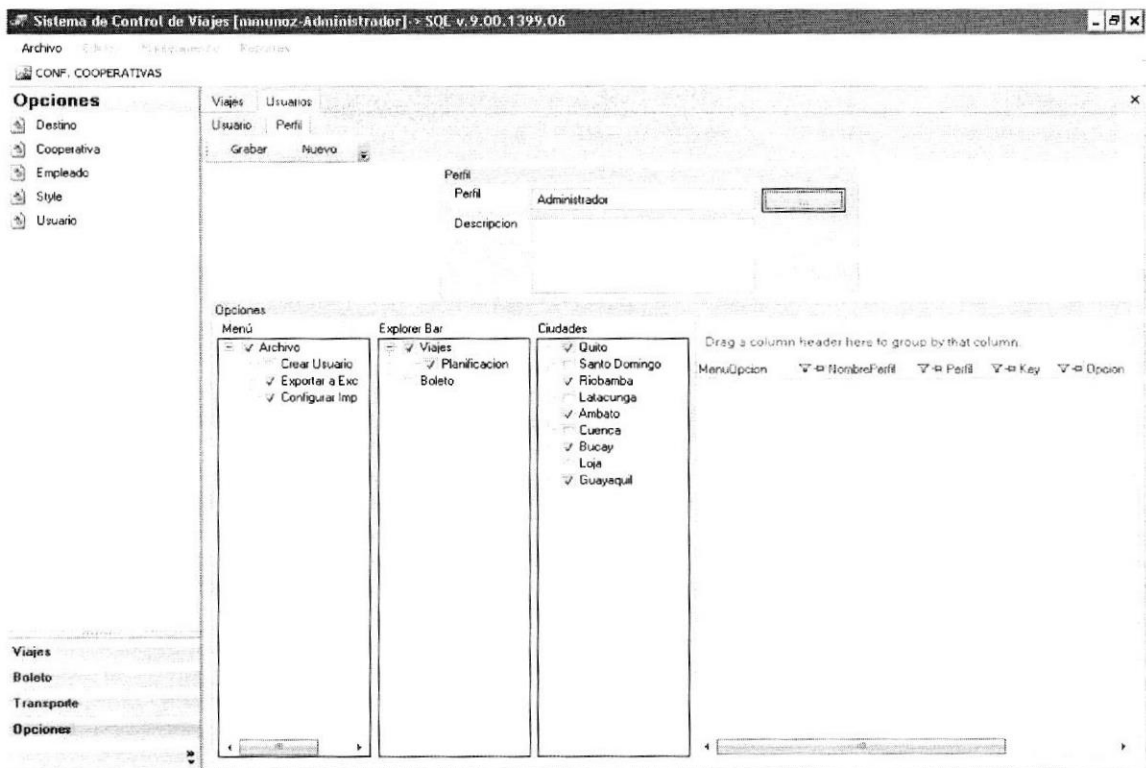 Sistema de Control de Viajes [mmunoz-Administrador]-> SQL v.9.00.1399.06
Archivo
CONF. COOPERATIVAS
Opciones
Destino
Cooperativa
Empleado
Style
Usuario
Viajes Usuarios
Usuario Perfil
Grabar Nuevo
Perfil
Perfil Administrador ...
Descripcion
Opciones
Menú
Archivo
Crear Usuario
Exportar a Exc
Configurar Imp
Explorer Bar
Viajes
Planificacion
Boleto
Ciudades
Quito
Santo Domingo
Riobamba
Latacunga
Ambato
Cuenca
Bucay
Loja
Guayaquil
Drag a column header here to group by that column.
MenuOpcion NombrePerfil Perfil Key Opcion
Viajes
Boleto
Transporte
Opciones